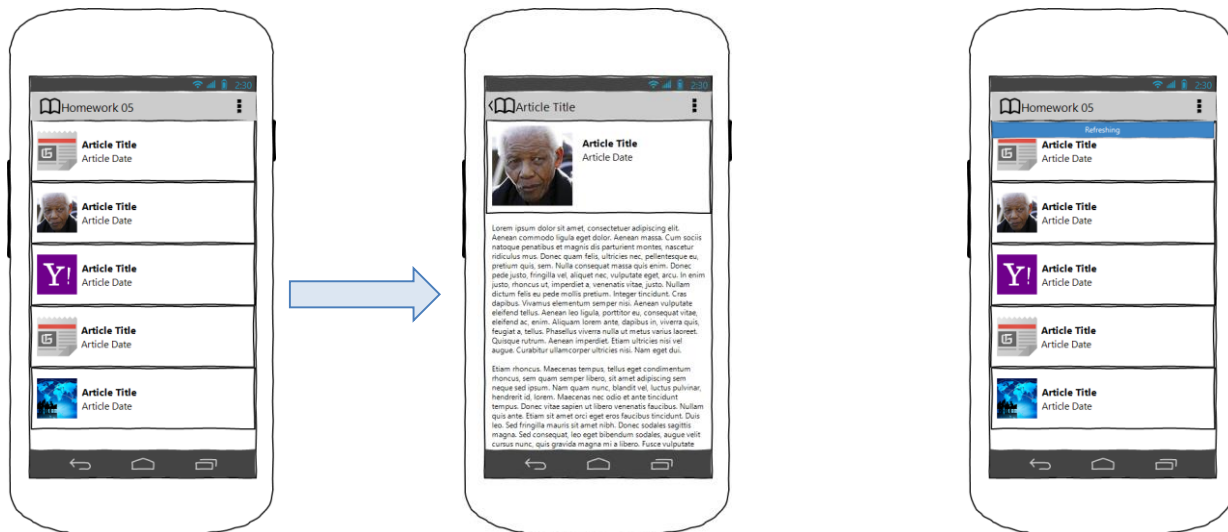 2:30
Homework 05
Article Title
Article Date
Article Title
Article Date
Y!
Article Title
Article Date
Article Title
Article Date
Article Title
Article Date
2:30
Article Title
Article Title
Article Date
Lorem ipsum dolor sit amet, consectetuer adipiscing elit.
Aenean commodo ligula eget dolor. Aenean massa. Cum sociis
natoque penatibus et magnis dis parturient montes, nascetur
ridiculus mus. Donec quam felis, ultricies nec, pellentesque eu,
pretium quis, sem. Nulla consequat massa quis enim. Donec
pede justo, fringilla vel, aliquet nec, vulputate eget, arcu. In enim
justo, rhoncus ut, imperdiet a, venenatis vitae, justo. Nullam
dictum felis eu pede mollis pretium. Integer tincidunt. Cras
dapibus. Vivamus elementum semper nisi. Aenean vulputate
eleifend tellus. Aenean leo ligula, porttitor eu, consequat vitae,
eleifend ac, enim. Aliquam lorem ante, dapibus in, viverra quis,
feugiat a, tellus. Phasellus viverra nulla ut metus varius laoreet.
Quisque rutrum. Aenean imperdiet. Etiam ultricies nisi vel
augue. Curabitur ullamcorper ultricies nisi. Nam eget dui.
Etiam rhoncus. Maecenas tempus, tellus eget condimentum
rhoncus, sem quam semper libero, sit amet adipiscing sem
neque sed ipsum. Nam quam nunc, blandit vel, luctus pulvinar,
hendrerit id, lorem. Maecenas nec odio et ante tincidunt
tempus. Donec vitae sapien ut libero venenatis faucibus. Nullam
quis ante. Etiam sit amet orci eget eros faucibus tincidunt. Duis
leo. Sed fringilla mauris sit amet nibh. Donec sodales sagittis
magna. Sed consequat, leo eget bibendum sodales, augue velit
cursus nunc, quis gravida magna mi a libero. Fusce vulputate
2:30
Homework 05
Refreshing
Article Title
Article Date
Article Title
Article Date
Y!
Article Title
Article Date
Article Title
Article Date
Article Title
Article Date